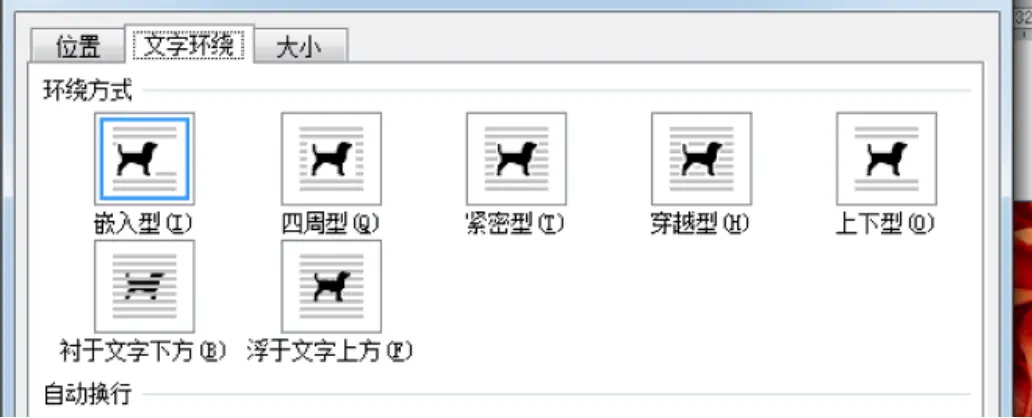 32
位置 文字环绕 大小
环绕方式
嵌入型(I) 四周型(Q) 紧密型(T) 穿越型(H) 上下型(O)
衬于文字下方(B) 浮于文字上方(F)
自动换行